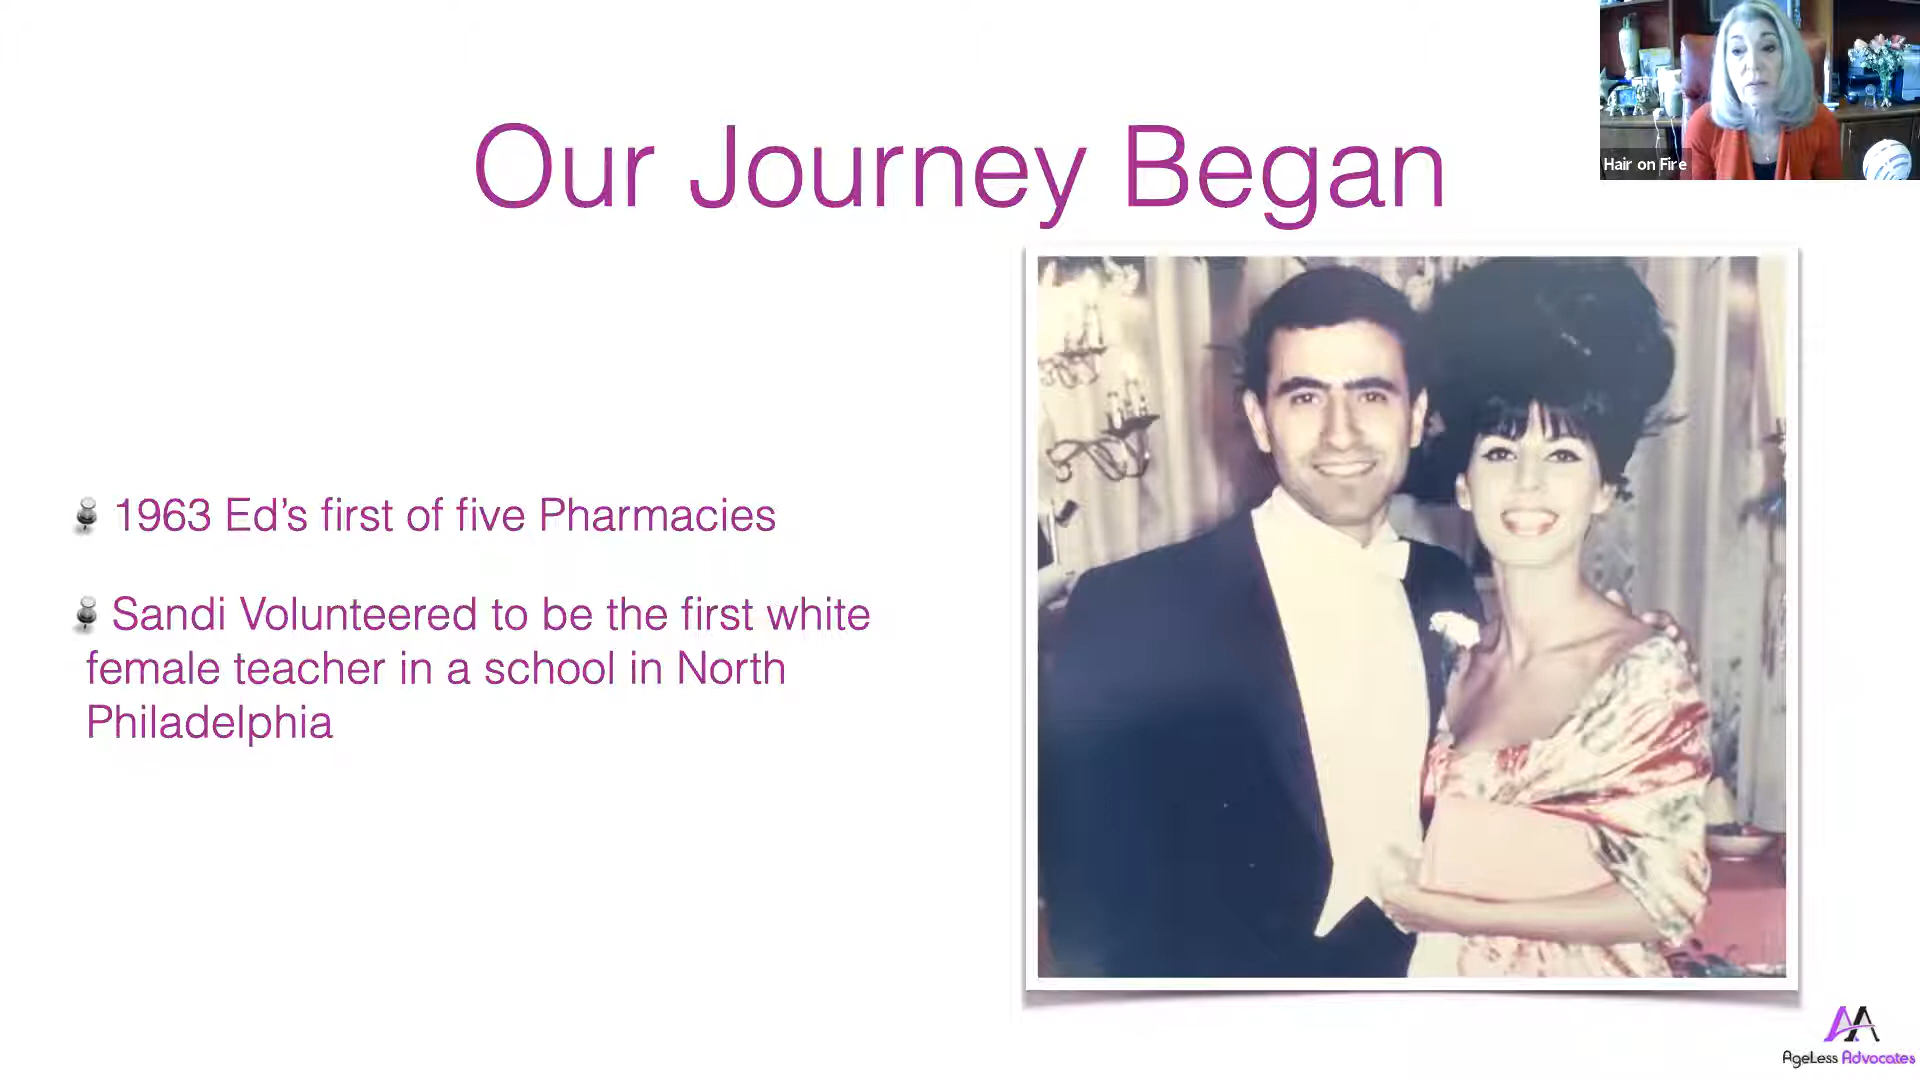 Our Journey Began
Hair on Fire
1963 Ed’s first of five Pharmacies
Sandi Volunteered to be the first white
female teacher in a school in North
Philadelphia
AA
AgeLess Advocates